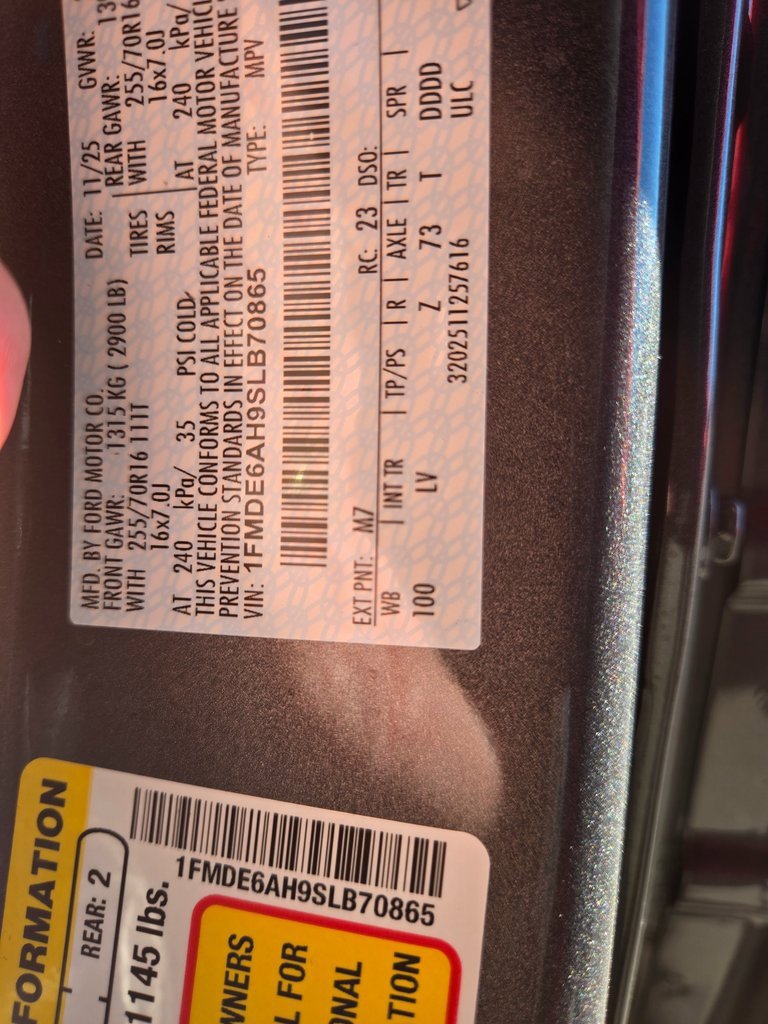 MFD. BY FORD MOTOR CO. DATE: 11/25 GVWR:
FRONT GAWR: 1315 KG ( 2900 LB) REAR GAWR: 13
WITH 255/70R16 111T TIRES WITH 255/70R16
16x7.0J RIMS 16x7.0J
AT 240 kPa/ 35 PSI COLD AT 240 kPa/
THIS VEHICLE CONFORMS TO ALL APPLICABLE FEDERAL MOTOR VEHICL
PREVENTION STANDARDS IN EFFECT ON THE DATE OF MANUFACTURE
VIN: 1FMDE6AH9SLB70865 TYPE: MPV
EXT PNT: M7 RC: 23 DSO:
WB | INT TR | TP/PS | R | AXLE | TR | SPR |
100 LV Z 73 T DDDD
3202511257616 ULC
FORMATION
REAR: 2
1145 lbs.
1FMDE6AH9SLB70865
WNERS
L FOR
ONAL
TION